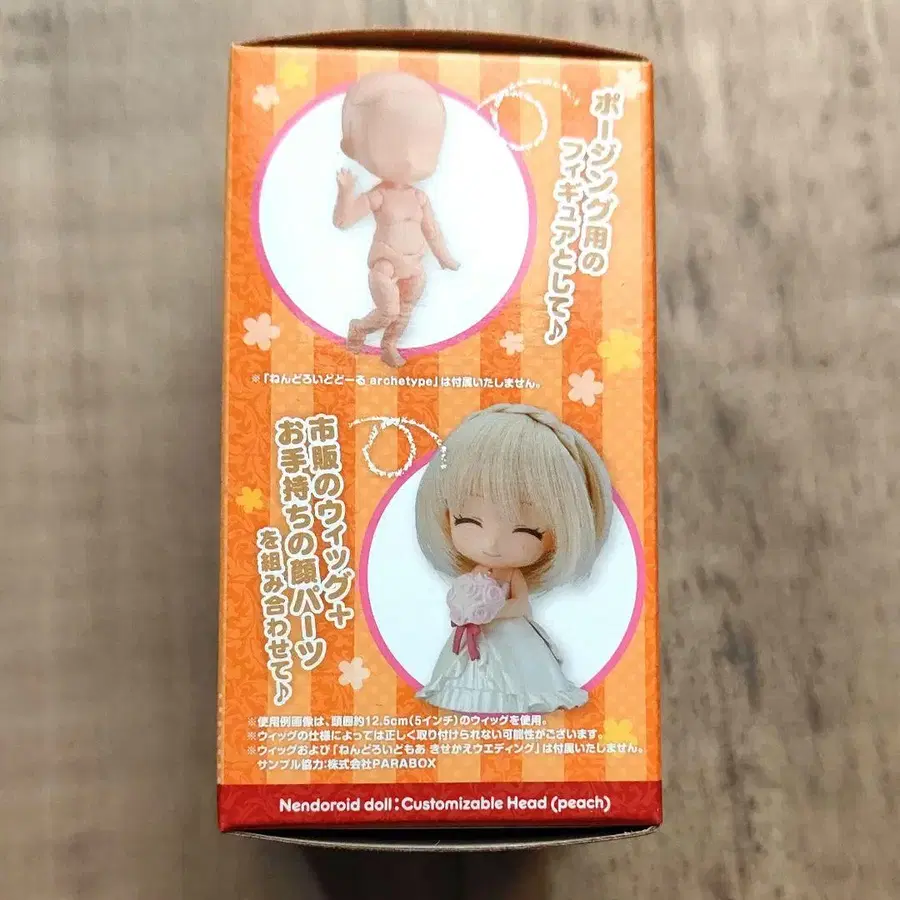 ポージング用の
フィギュアとして♪
※「ねんどろいどどーる archetype」は付属いたしません。
市販のウィッグ+
お手持ちの顔パーツ
を組み合わせて♪
※使用例画像は、頭囲約12.5cm(5インチ)のウィッグを使用。
※ウィッグの仕様によっては正しく取り付けられない可能性がございます。
※ウィッグおよび「ねんどろいどもあ きせかえウエディング」は付属いたしません。
サンプル協力:株式会社PARABOX
Nendoroid doll:Customizable Head (peach)